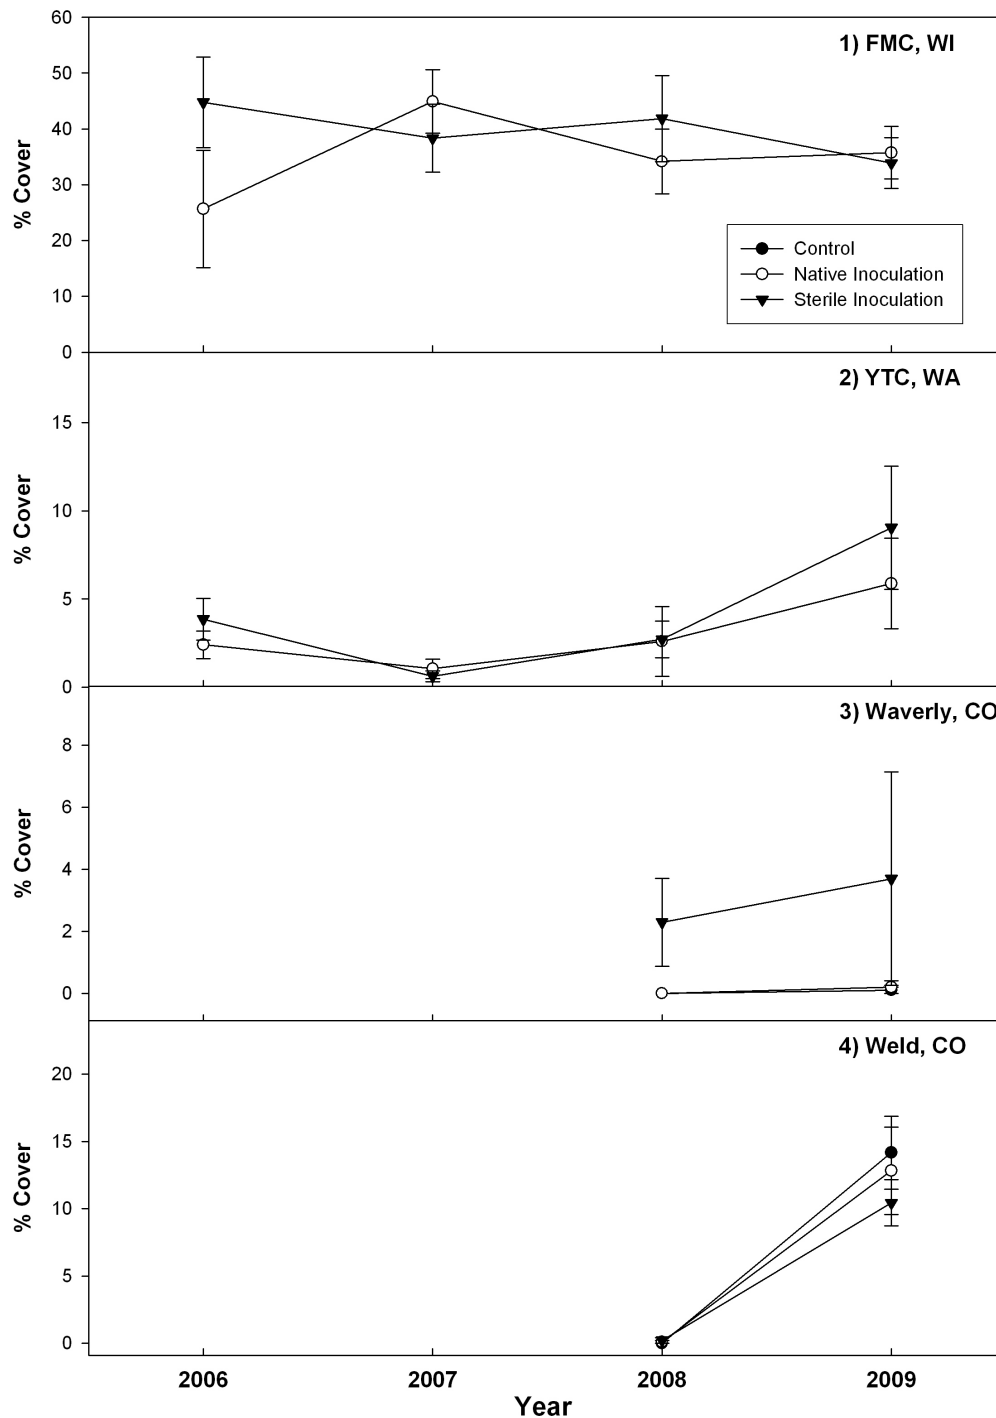 60
50
40
30
20
10
0
% Cover
1) FMC, WI
Control
Native Inoculation
Sterile Inoculation
15
10
5
0
% Cover
2) YTC, WA
8
6
4
2
0
% Cover
3) Waverly, CO
20
15
10
5
0
% Cover
4) Weld, CO
2006 2007 2008 2009
Year